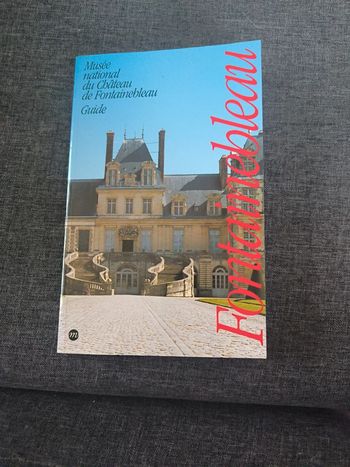 Musée
national
du Château
de Fontainebleau
Guide
Fontainebleau
m